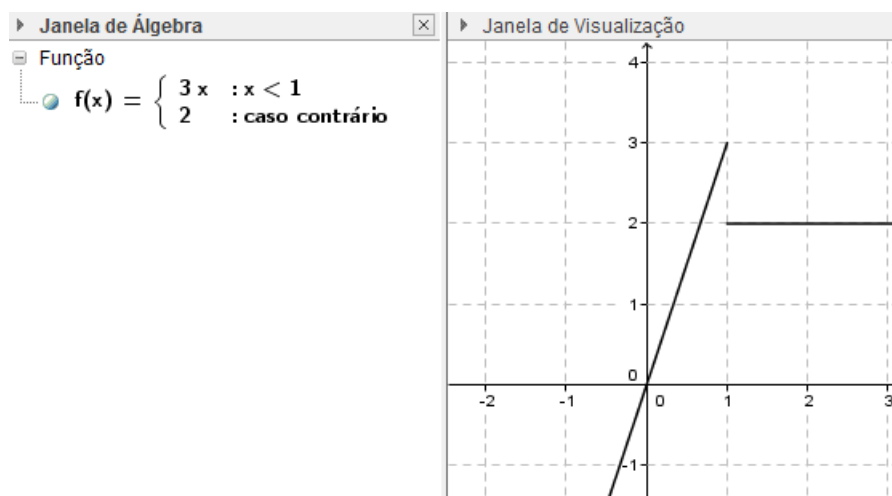 Janela de Álgebra
Função
f(x) = { 3 x : x < 1
2 : caso contrário
Janela de Visualização
4
3
2
1
0
-2 -1 0 1 2 3
-1